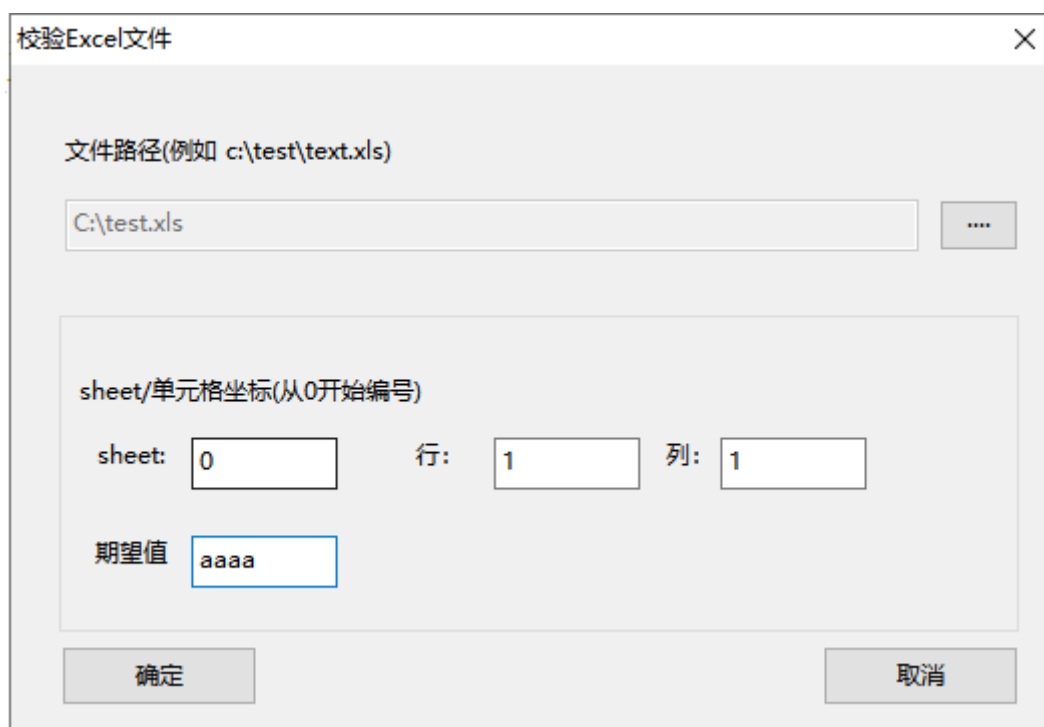 校验Excel文件
文件路径(例如 c:\test\text.xls)
C:\test.xls ....
sheet/单元格坐标(从0开始编号)
sheet: 0 行: 1 列: 1
期望值 aaaa
确定 取消